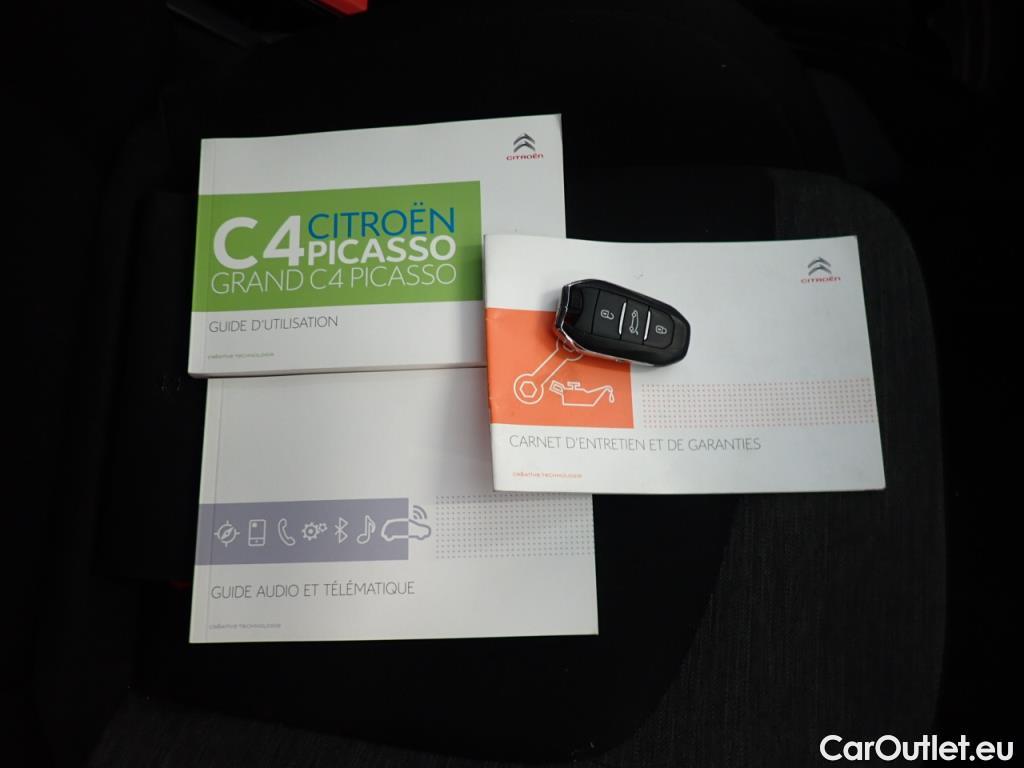 CITROËN
C4 CITROËN
PICASSO
GRAND C4 PICASSO
GUIDE D'UTILISATION
CRÉATIVE TECHNOLOGIE
CITROËN
CARNET D'ENTRETIEN ET DE GARANTIES
CRÉATIVE TECHNOLOGIE
GUIDE AUDIO ET TÉLÉMATIQUE
CRÉATIVE TECHNOLOGIE
CarOutlet.eu